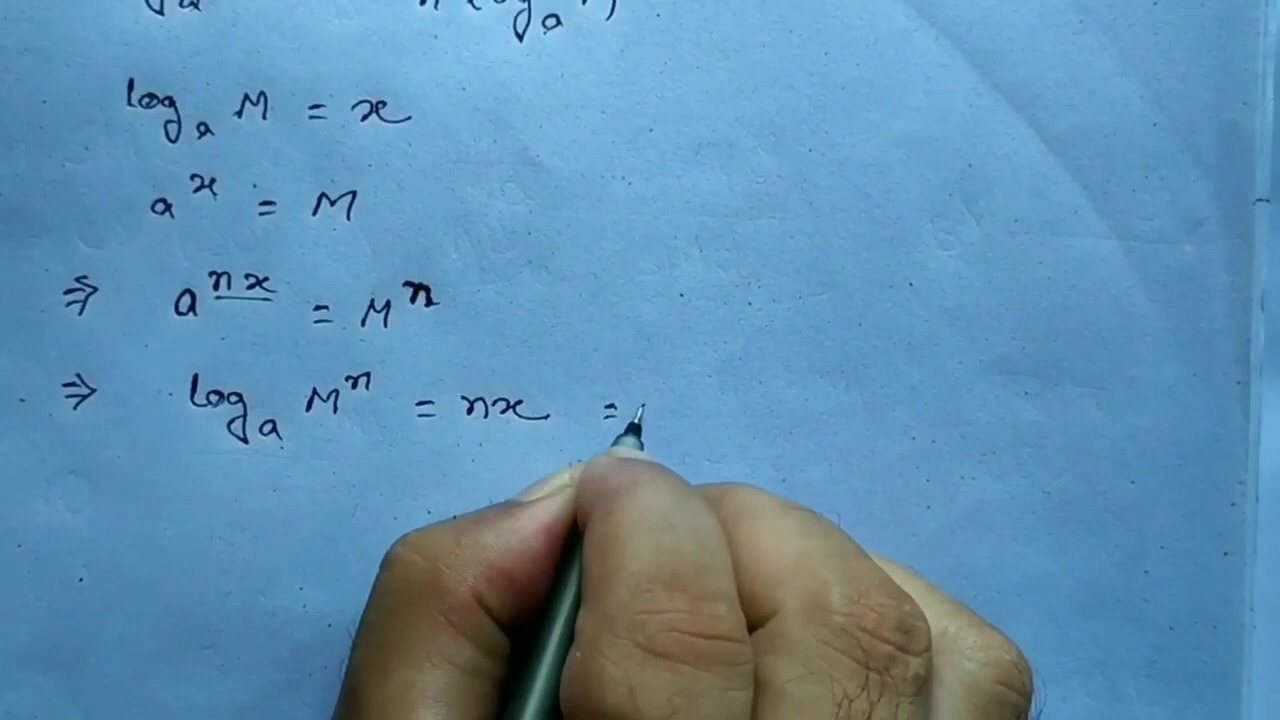 log_a M = x
a^x = M
⇒ a^{nx} = M^n
⇒ log_a M^n = nx =